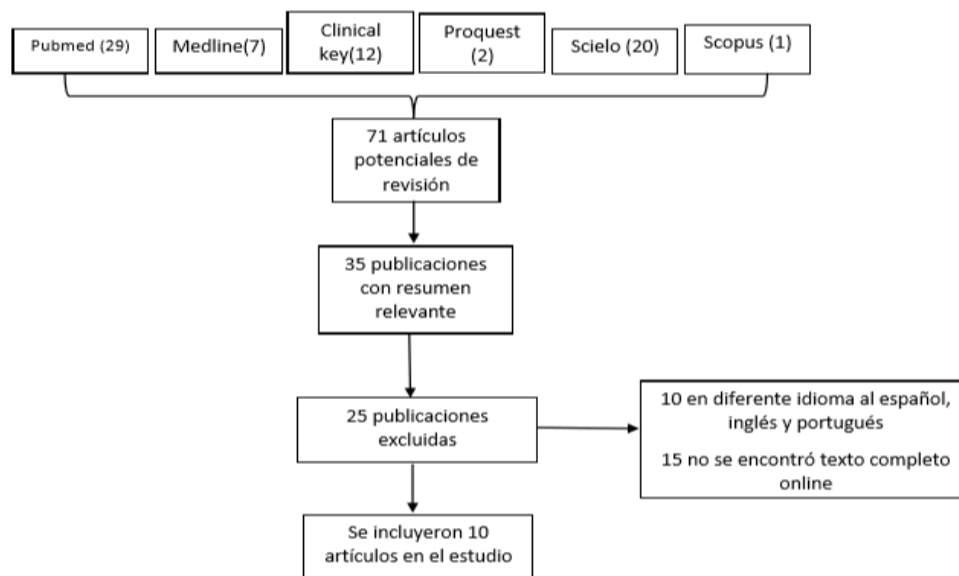 Pubmed (29)
Medline(7)
Clinical
key(12)
Proquest
(2)
Scielo (20)
Scopus (1)
71 artículos
potenciales de
revisión
35 publicaciones
con resumen
relevante
25 publicaciones
excluidas
10 en diferente idioma al español,
inglés y portugués
15 no se encontró texto completo
online
Se incluyeron 10
artículos en el estudio